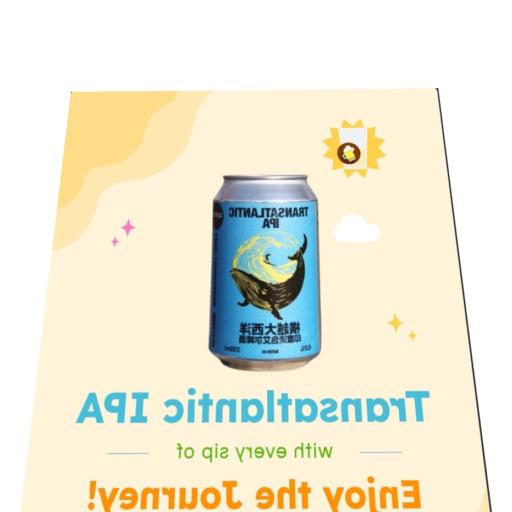 TRANSATLANTIC
IPA
横越大西洋
印度淡色艾尔啤酒
330ml
Transatlantic IPA
with every sip of
Enjoy the Journey!